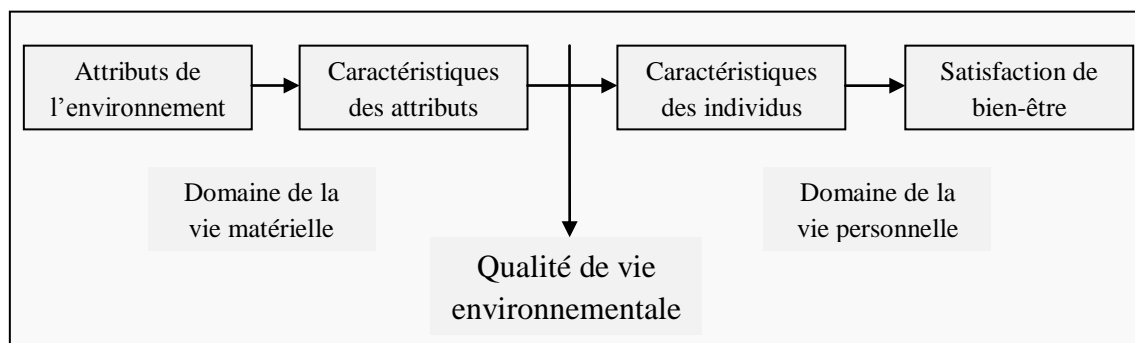 Attributs de
l’environnement
Caractéristiques
des attributs
Caractéristiques
des individus
Satisfaction de
bien-être
Domaine de la
vie matérielle
Domaine de la
vie personnelle
Qualité de vie
environnementale